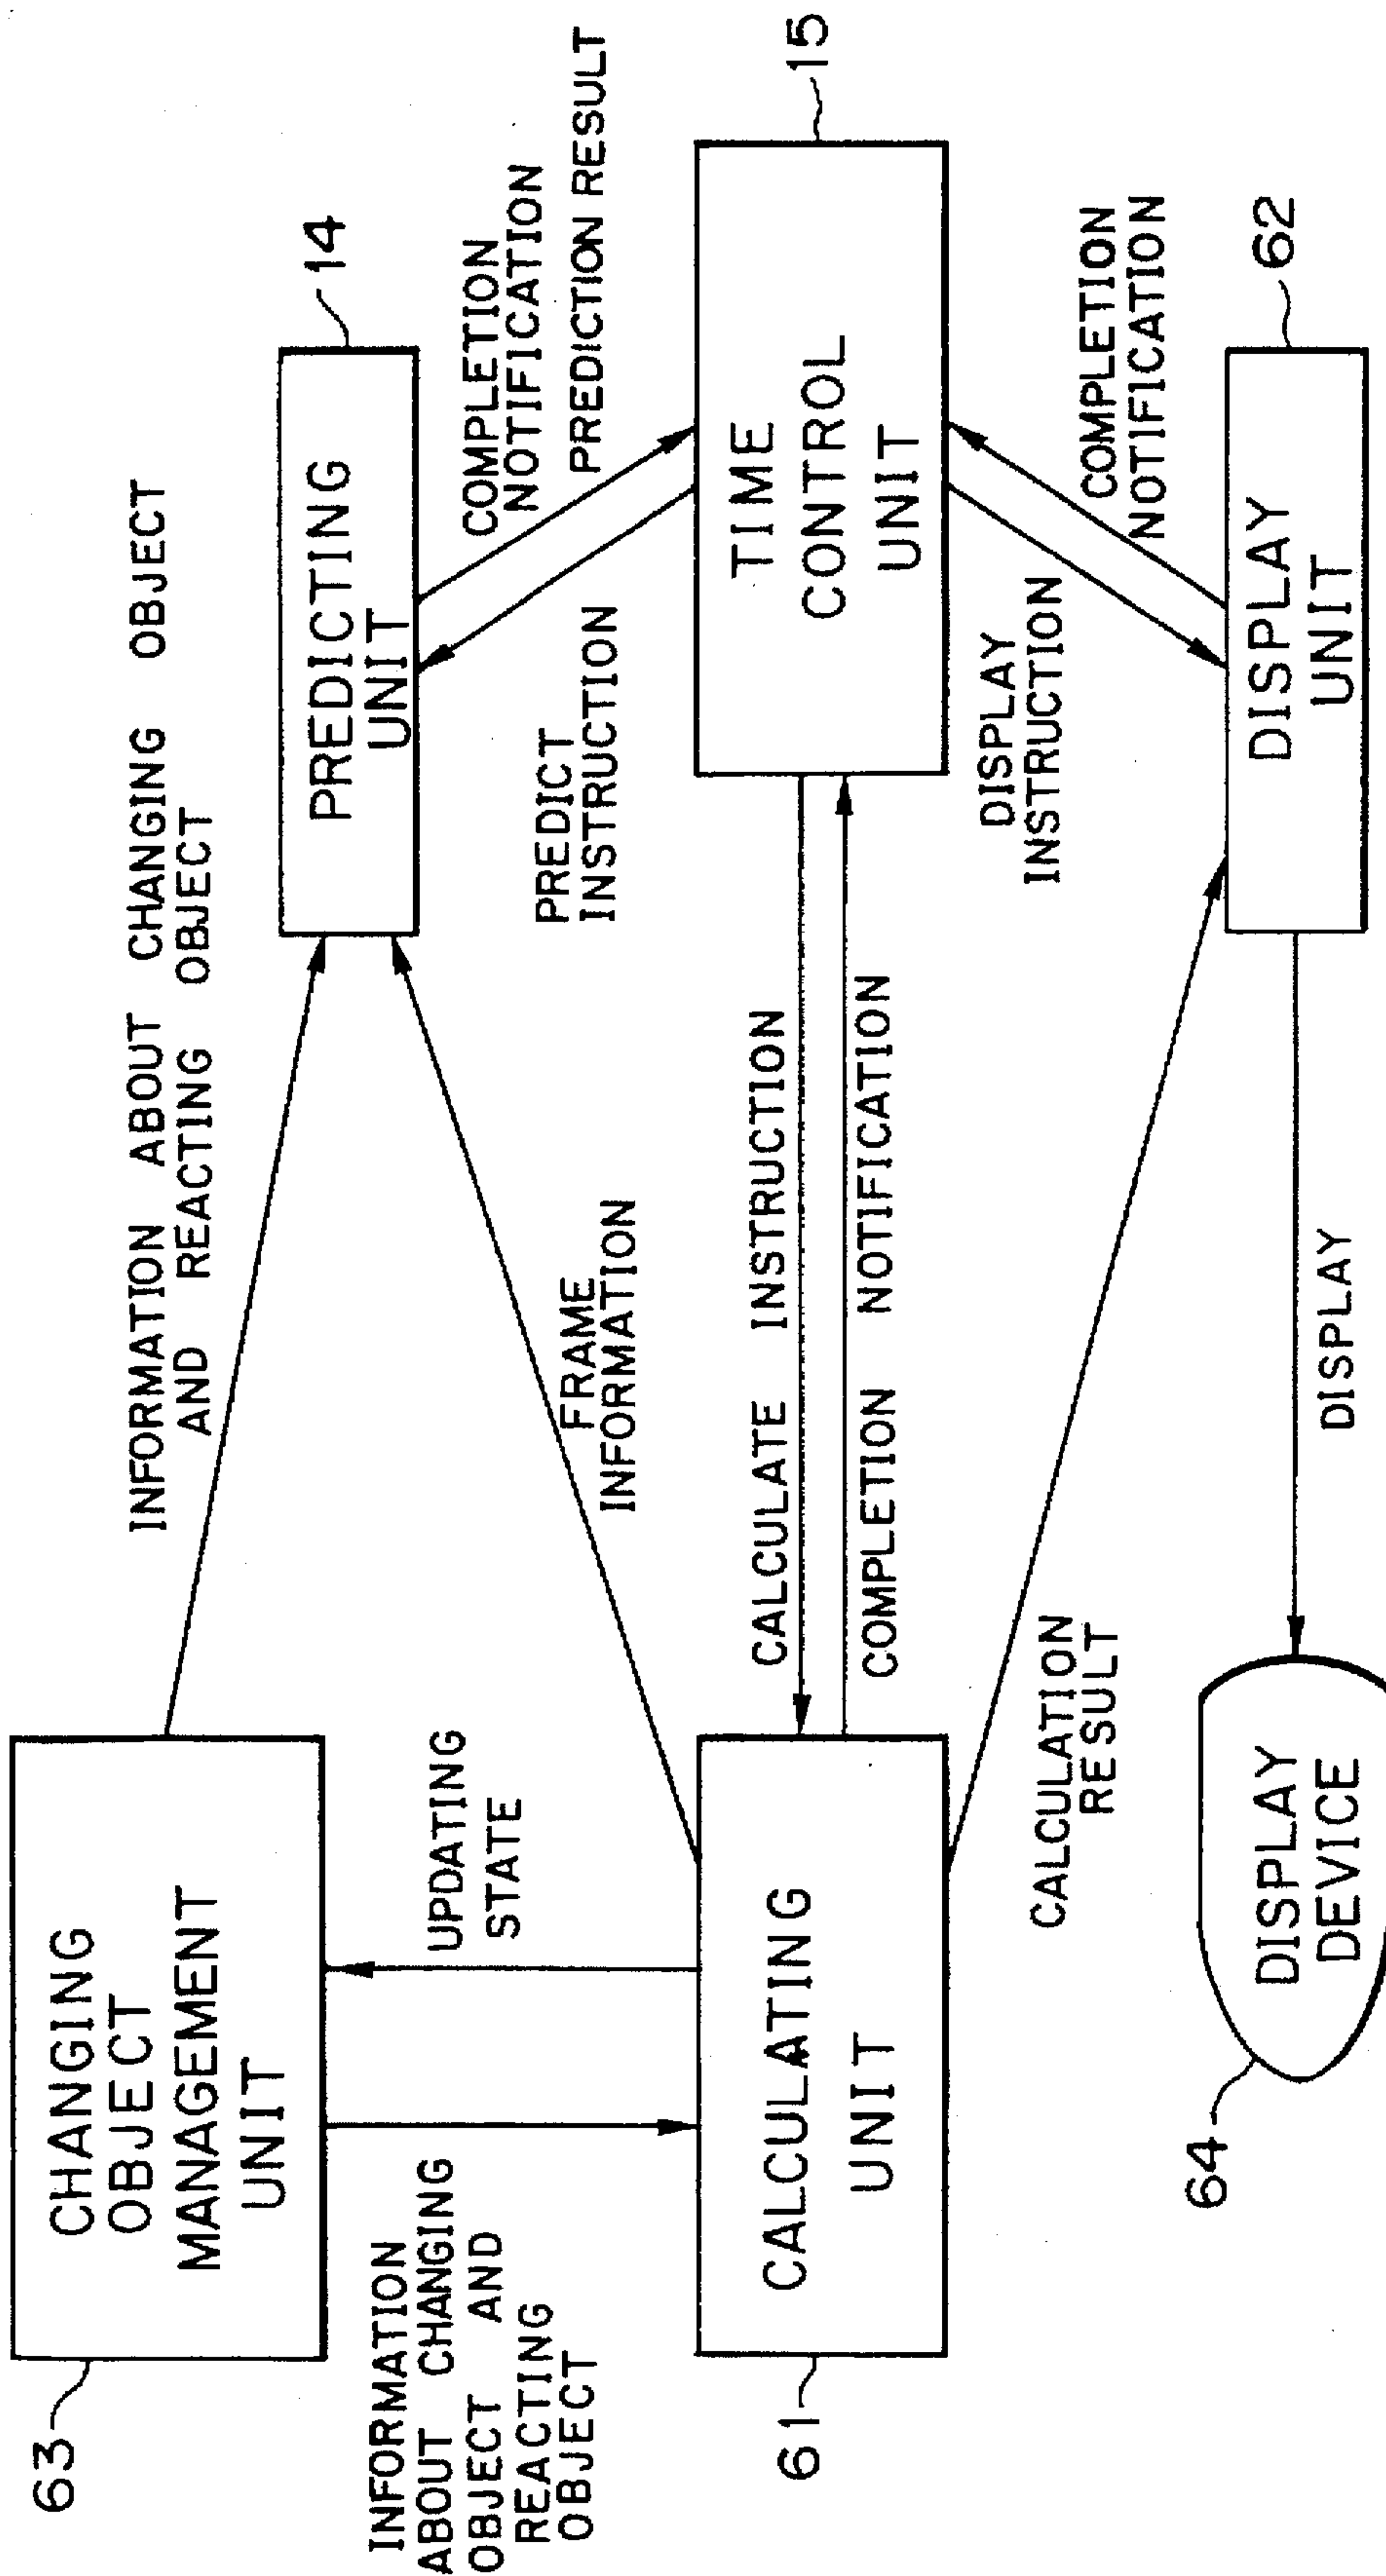 63
CHANGING
OBJECT
MANAGEMENT
UNIT
INFORMATION ABOUT CHANGING OBJECT
AND REACTING OBJECT
PREDICTING
UNIT
14
INFORMATION
ABOUT CHANGING
OBJECT AND
REACTING
OBJECT
UPDATING
STATE
FRAME
INFORMATION
PREDICT
INSTRUCTION
COMPLETION
NOTIFICATION
PREDICTION RESULT
61
CALCULATING
UNIT
CALCULATE INSTRUCTION
COMPLETION NOTIFICATION
TIME
CONTROL
UNIT
15
CALCULATION
RESULT
DISPLAY
INSTRUCTION
COMPLETION
NOTIFICATION
64
DISPLAY
DEVICE
DISPLAY
DISPLAY
UNIT
62